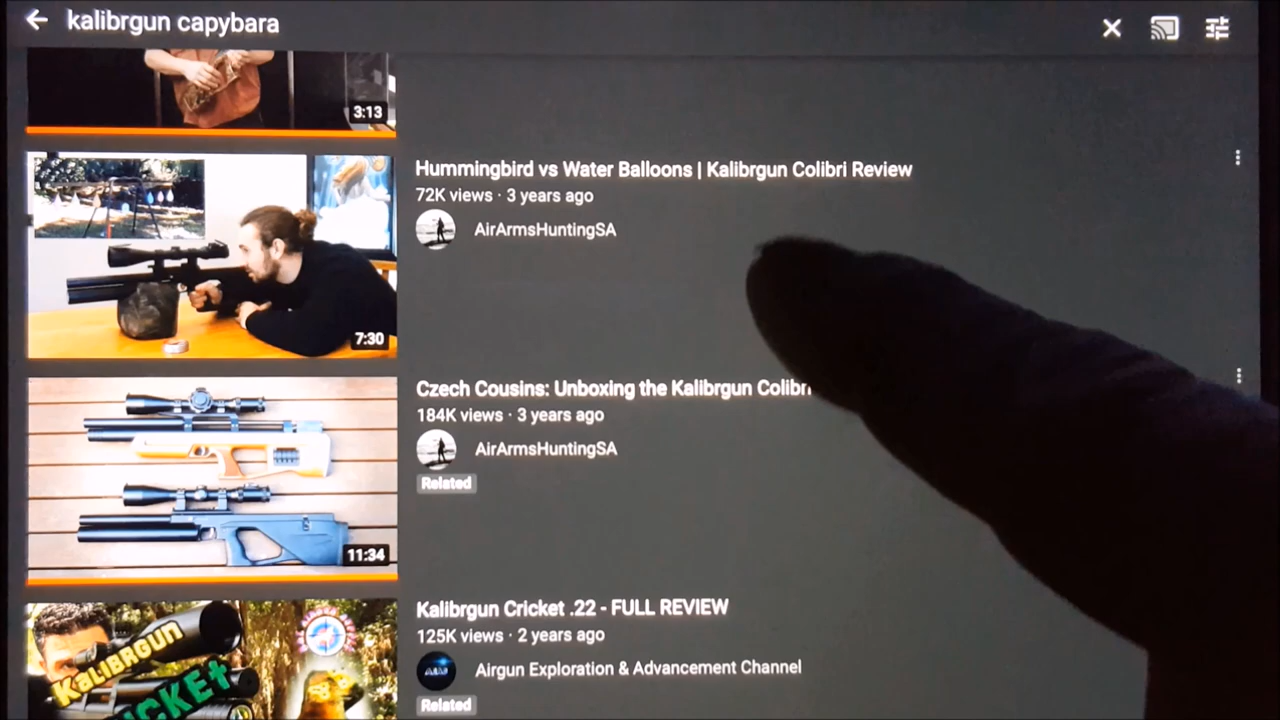 kalibrgun capybara
3:13
Hummingbird vs Water Balloons | Kalibrgun Colibri Review
72K views · 3 years ago
AirArmsHuntingSA
7:30
Czech Cousins: Unboxing the Kalibrgun Colibri
184K views · 3 years ago
AirArmsHuntingSA
Related
11:34
Kalibrgun Cricket .22 - FULL REVIEW
125K views · 2 years ago
Airgun Exploration & Advancement Channel
Related
KALIBRGUN